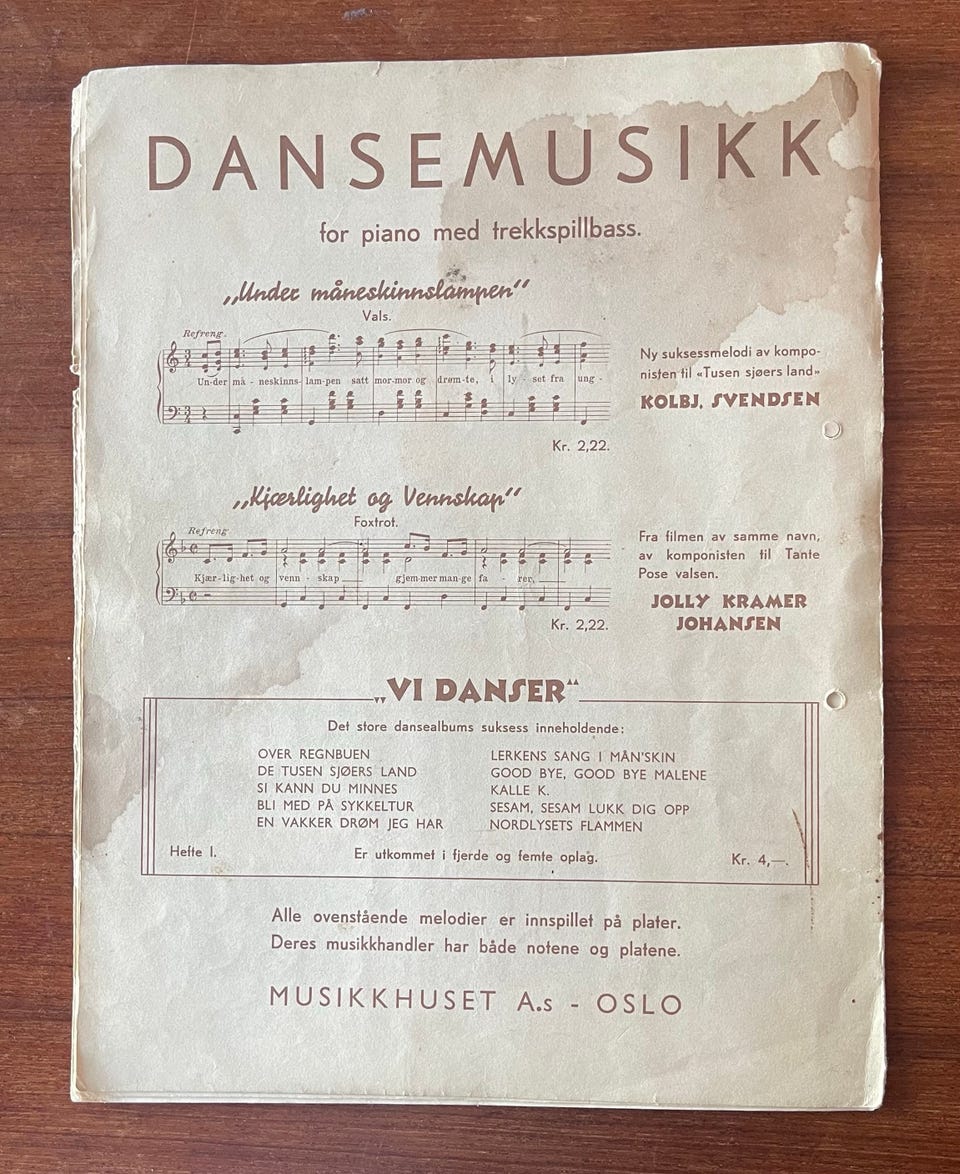 DANSEMUSIKK
for piano med trekkspillbass.
„Under måneskinnslampen“
Vals.
Refreng.
Un-der må - neskinns- lam-pen satt mor-mor og drøm-te, i ly - set fra ung -
Ny suksessmelodi av kompo-
nisten til «Tusen sjøers land»
KOLBJ. SVENDSEN
Kr. 2,22.
„Kjærlighet og Vennskap“
Foxtrot.
Refreng
Kjær-lig-het og venn - skap gjem-mer man-ge fa - rer,
Fra filmen av samme navn,
av komponisten til Tante
Pose valsen.
JOLLY KRAMER
JOHANSEN
Kr. 2,22.
„VI DANSER“
Det store dansealbums suksess inneholdende:
OVER REGNBUEN
DE TUSEN SJØERS LAND
SI KANN DU MINNES
BLI MED PÅ SYKKELTUR
EN VAKKER DRØM JEG HAR
LERKENS SANG I MÅN'SKIN
GOOD BYE, GOOD BYE MALENE
KALLE K.
SESAM, SESAM LUKK DIG OPP
NORDLYSETS FLAMMEN
Hefte I. Er utkommet i fjerde og femte oplag. Kr. 4,—.
Alle ovenstående melodier er innspillet på plater.
Deres musikkhandler har både notene og platene.
MUSIKKHUSET A.s - OSLO